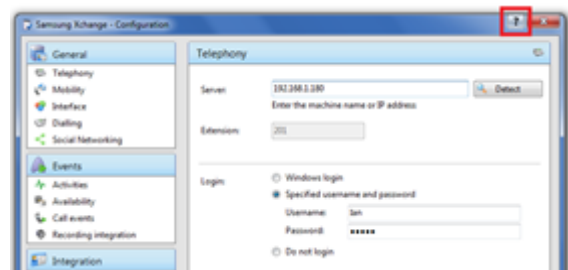 Samsung Xchange - Configuration
?
General
Telephony
Mobility
Interface
Dialling
Social Networking
Events
Activities
Availability
Call events
Recording integration
Integration
Telephony
Server:
192.168.1.180
Detect
Enter the machine name or IP address
Extension:
201
Login:
Windows login
Specified username and password
Username:
Ian
Password:
•••••
Do not login